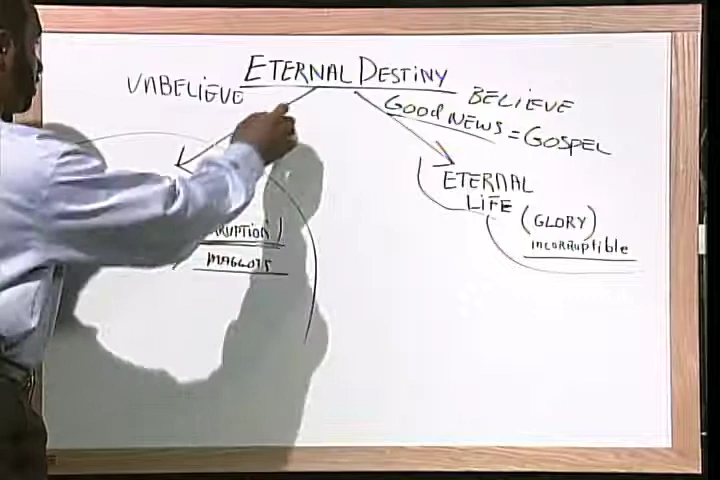 ETERNAL DESTINY
UNBELIEVE
BELIEVE
GOOD NEWS = GOSPEL
ETERNAL
LIFE (GLORY)
INCORRUPTIBLE
MAGGOTS